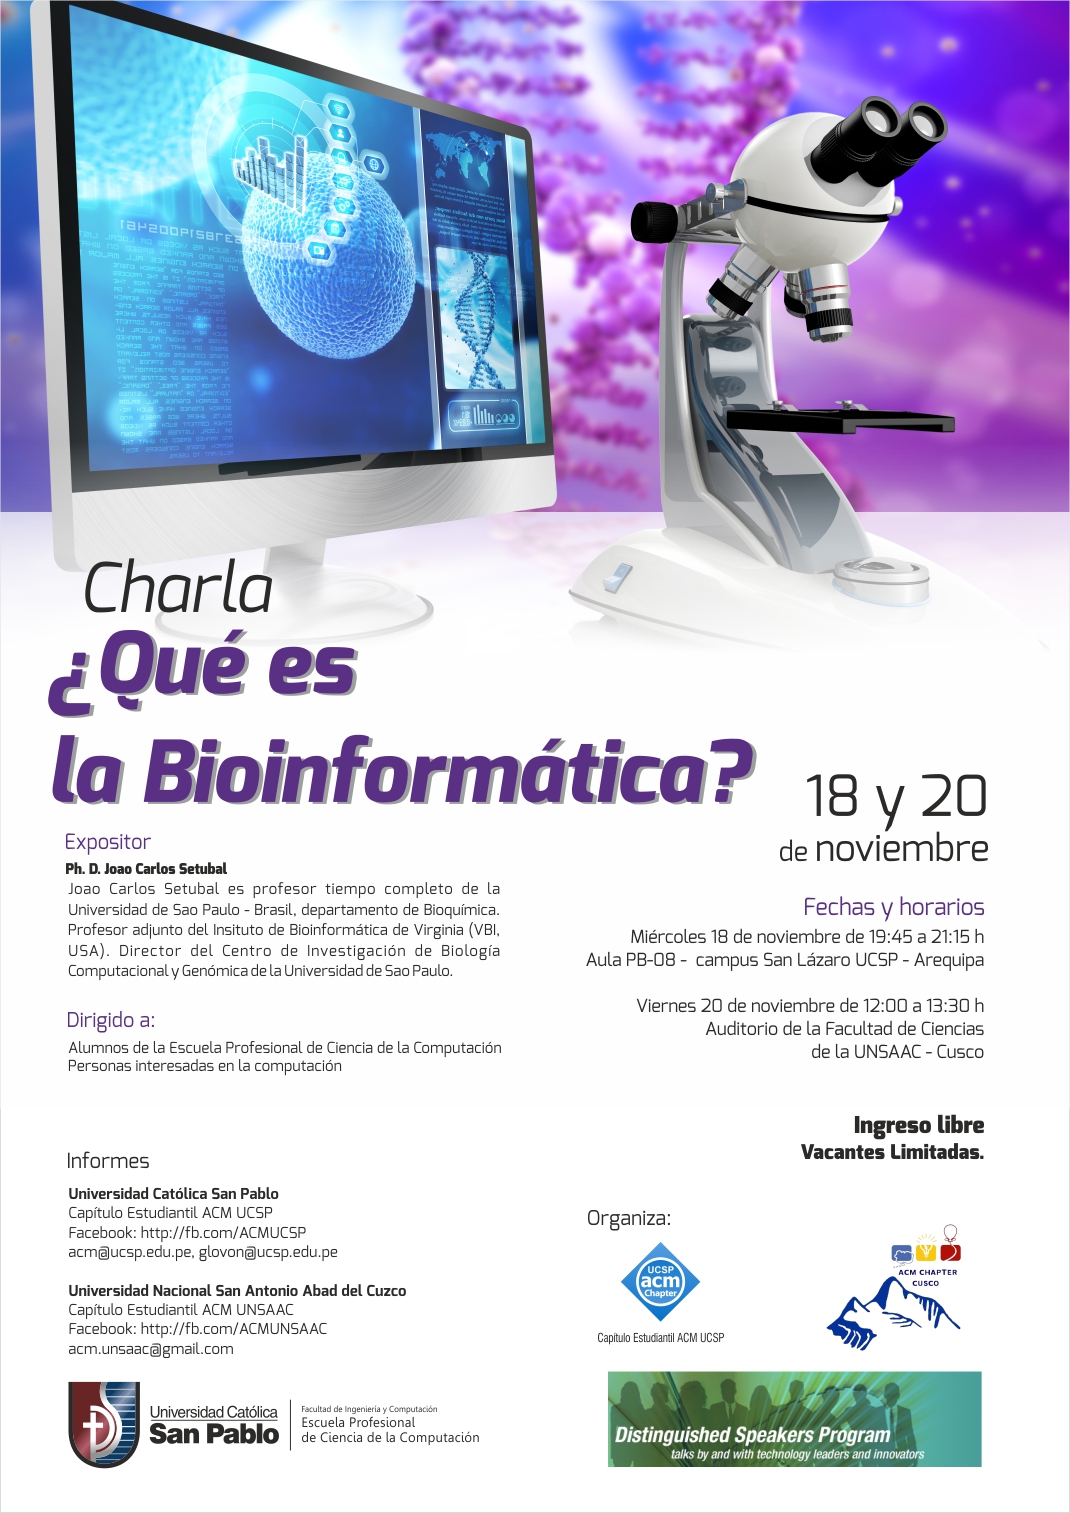 Charla
¿Qué es
la Bioinformática?
18 y 20
de noviembre
Expositor
Ph. D. Joao Carlos Setubal
Joao Carlos Setubal es profesor tiempo completo de la
Universidad de Sao Paulo - Brasil, departamento de Bioquímica.
Profesor adjunto del Insituto de Bioinformática de Virginia (VBI,
USA). Director del Centro de Investigación de Biología
Computacional y Genómica de la Universidad de Sao Paulo.
Dirigido a:
Alumnos de la Escuela Profesional de Ciencia de la Computación
Personas interesadas en la computación
Fechas y horarios
Miércoles 18 de noviembre de 19:45 a 21:15 h
Aula PB-08 - campus San Lázaro UCSP - Arequipa
Viernes 20 de noviembre de 12:00 a 13:30 h
Auditorio de la Facultad de Ciencias
de la UNSAAC - Cusco
Ingreso libre
Vacantes Limitadas.
Informes
Universidad Católica San Pablo
Capítulo Estudiantil ACM UCSP
Facebook: http://fb.com/ACMUCSP
acm@ucsp.edu.pe, glovon@ucsp.edu.pe
Universidad Nacional San Antonio Abad del Cuzco
Capítulo Estudiantil ACM UNSAAC
Facebook: http://fb.com/ACMUNSAAC
acm.unsaac@gmail.com
Organiza:
UCSP
acm
Chapter
Capítulo Estudiantil ACM UCSP
ACM CHAPTER
CUSCO
Universidad Católica
San Pablo
Facultad de Ingeniería y Computación
Escuela Profesional
de Ciencia de la Computación
Distinguished Speakers Program
talks by and with technology leaders and innovators